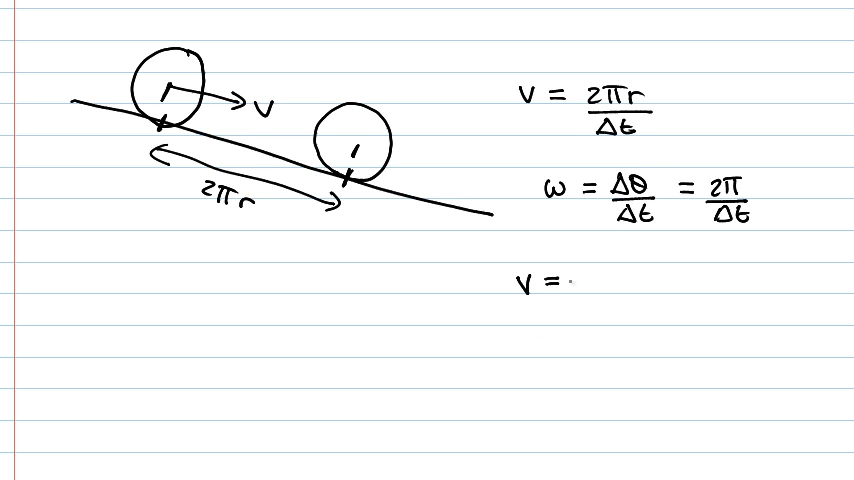 V
2πr
V = 2πr/Δt
ω = Δθ/Δt = 2π/Δt
V =